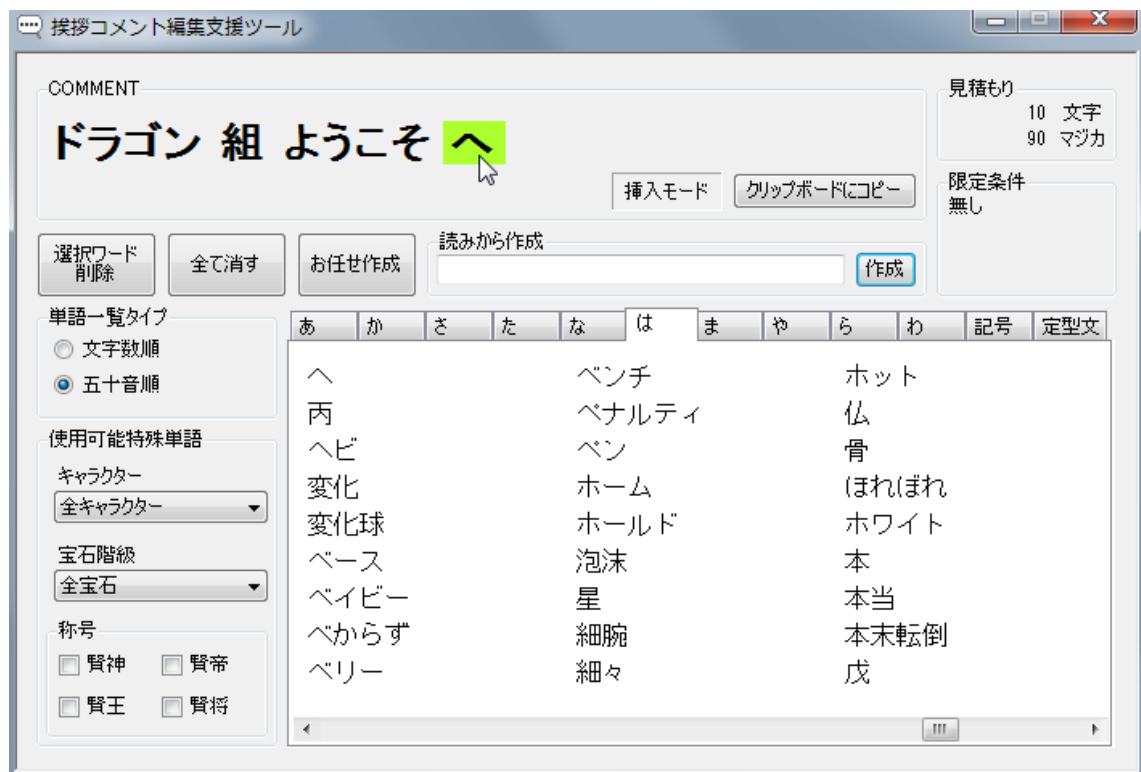 挨拶コメント編集支援ツール
COMMENT
ドラゴン 組 ようこそ へ
挿入モード
クリップボードにコピー
見積もり
10 文字
90 マジカ
限定条件
無し
選択ワード
削除
全て消す
お任せ作成
読みから作成
作成
単語一覧タイプ
文字数順
五十音順
使用可能特殊単語
キャラクター
全キャラクター
宝石階級
全宝石
称号
賢神 賢帝
賢王 賢将
あ か さ た な は ま や ら わ 記号 定型文
へ ベンチ ホット
丙 ペナルティ 仏
ヘビ ペン 骨
変化 ホーム ほれぼれ
変化球 ホールド ホワイト
ベース 泡沫 本
ベイビー 星 本当
べからず 細腕 本末転倒
ベリー 細々 戊